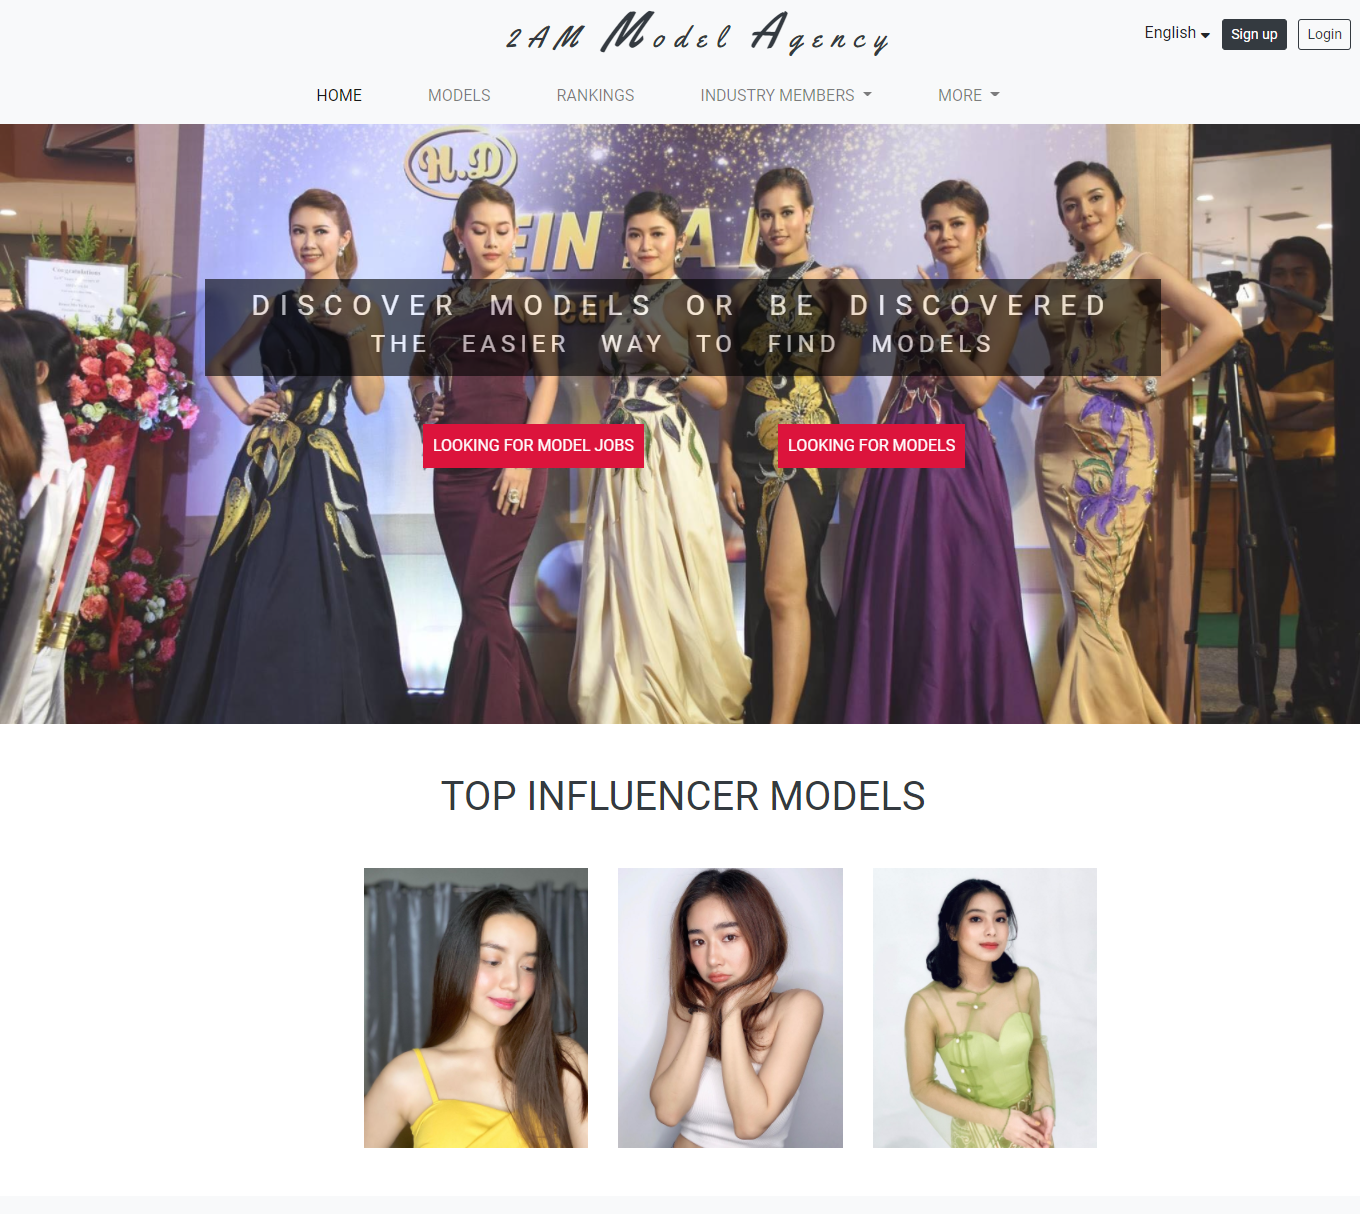 2AM Model Agency
English
Sign up
Login
HOME
MODELS
RANKINGS
INDUSTRY MEMBERS
MORE
H.D
Congratulations
DISCOVER MODELS OR BE DISCOVERED
THE EASIER WAY TO FIND MODELS
LOOKING FOR MODEL JOBS
LOOKING FOR MODELS
TOP INFLUENCER MODELS